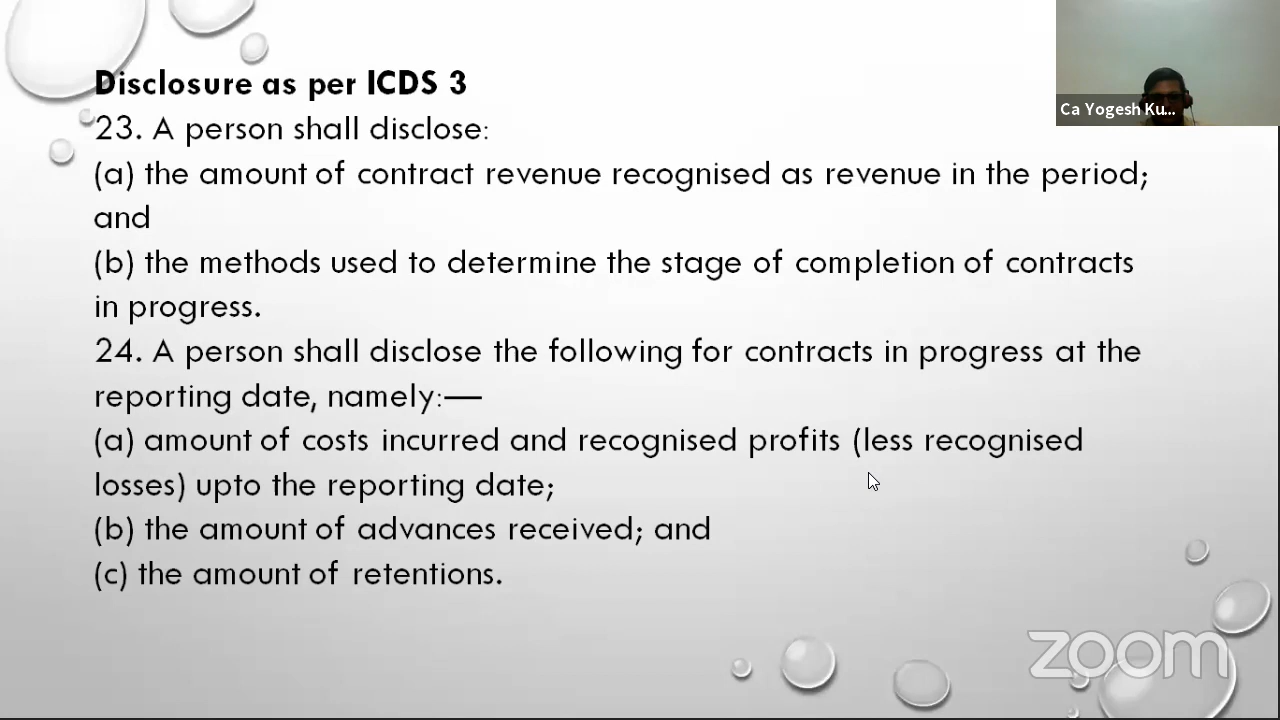 Disclosure as per ICDS 3
23. A person shall disclose:
(a) the amount of contract revenue recognised as revenue in the period;
and
(b) the methods used to determine the stage of completion of contracts
in progress.
24. A person shall disclose the following for contracts in progress at the
reporting date, namely:—
(a) amount of costs incurred and recognised profits (less recognised
losses) upto the reporting date;
(b) the amount of advances received; and
(c) the amount of retentions.
Ca Yogesh Ku...
zoom